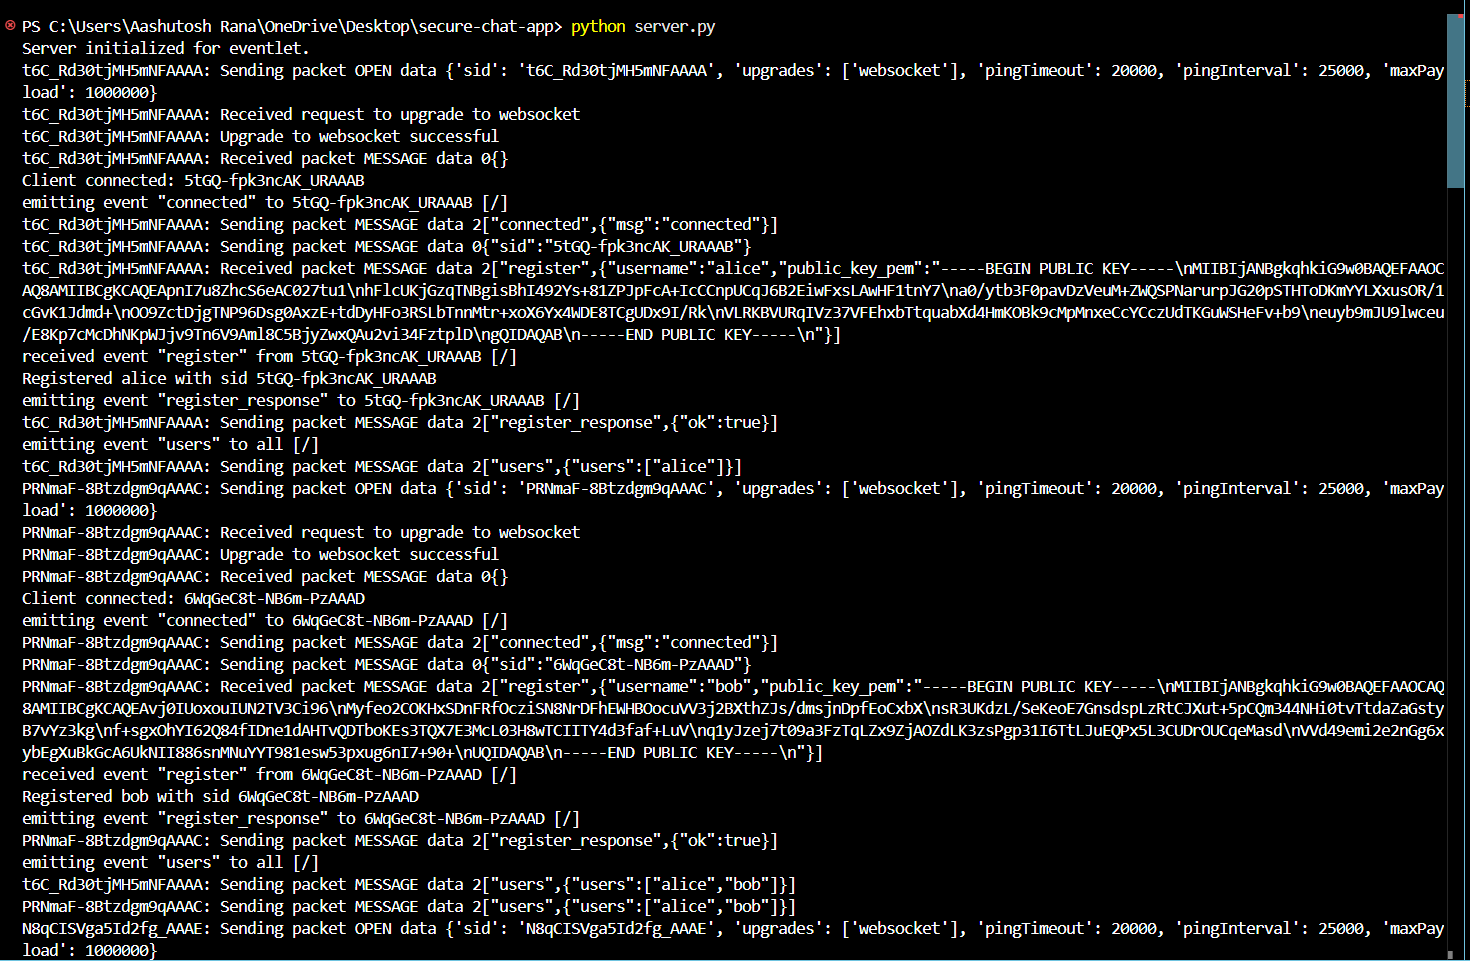 PS C:\Users\Aashutosh Rana\OneDrive\Desktop\secure-chat-app> python server.py
Server initialized for eventlet.
t6C_Rd30tjMH5mNFAAAA: Sending packet OPEN data {'sid': 't6C_Rd30tjMH5mNFAAAA', 'upgrades': ['websocket'], 'pingTimeout': 20000, 'pingInterval': 25000, 'maxPay
load': 1000000}
t6C_Rd30tjMH5mNFAAAA: Received request to upgrade to websocket
t6C_Rd30tjMH5mNFAAAA: Upgrade to websocket successful
t6C_Rd30tjMH5mNFAAAA: Received packet MESSAGE data 0{}
Client connected: 5tGQ-fpk3ncAK_URAAAB
emitting event "connected" to 5tGQ-fpk3ncAK_URAAAB [/]
t6C_Rd30tjMH5mNFAAAA: Sending packet MESSAGE data 2["connected",{"msg":"connected"}]
t6C_Rd30tjMH5mNFAAAA: Sending packet MESSAGE data 0{"sid":"5tGQ-fpk3ncAK_URAAAB"}
t6C_Rd30tjMH5mNFAAAA: Received packet MESSAGE data 2["register",{"username":"alice","public_key_pem":"-----BEGIN PUBLIC KEY-----\nMIIBIjANBgkqhkiG9w0BAQEFAAOC
AQ8AMIIBCgKCAQEApnI7u8ZhcS6eAC027tu1\nhFlcUKjGzqTNBgisBhI492Ys+81ZPJpFcA+IcCCnpUCqJ6B2EiwFxsLAwHF1tnY7\na0/ytb3F0pavDzVeuM+ZWQSPNarurpJG20pSTHToDKmYYLXxusOR/1
cGvK1Jdmd+\nOO9ZctDjgTNP96Dsg0AxzE+tdDyHFo3RSLbTnnMtr+xoX6Yx4WDE8TCgUDx9I/Rk\nVLRKBVURqIVz37VFEhxbTtquabXd4HmKOBk9cMpMnxeCcYCczUdTKGuWSHeFv+b9\neuyb9mJU9lwceu
/E8Kp7cMcDhNKpWJjv9Tn6V9Aml8C5BjyZwxQAu2vi34FztplD\ngQIDAQAB\n-----END PUBLIC KEY-----\n"}]
received event "register" from 5tGQ-fpk3ncAK_URAAAB [/]
Registered alice with sid 5tGQ-fpk3ncAK_URAAAB
emitting event "register_response" to 5tGQ-fpk3ncAK_URAAAB [/]
t6C_Rd30tjMH5mNFAAAA: Sending packet MESSAGE data 2["register_response",{"ok":true}]
emitting event "users" to all [/]
t6C_Rd30tjMH5mNFAAAA: Sending packet MESSAGE data 2["users",{"users":["alice"]}]
PRNmaF-8Btzdgm9qAAAC: Sending packet OPEN data {'sid': 'PRNmaF-8Btzdgm9qAAAC', 'upgrades': ['websocket'], 'pingTimeout': 20000, 'pingInterval': 25000, 'maxPay
load': 1000000}
PRNmaF-8Btzdgm9qAAAC: Received request to upgrade to websocket
PRNmaF-8Btzdgm9qAAAC: Upgrade to websocket successful
PRNmaF-8Btzdgm9qAAAC: Received packet MESSAGE data 0{}
Client connected: 6WqGeC8t-NB6m-PzAAAD
emitting event "connected" to 6WqGeC8t-NB6m-PzAAAD [/]
PRNmaF-8Btzdgm9qAAAC: Sending packet MESSAGE data 2["connected",{"msg":"connected"}]
PRNmaF-8Btzdgm9qAAAC: Sending packet MESSAGE data 0{"sid":"6WqGeC8t-NB6m-PzAAAD"}
PRNmaF-8Btzdgm9qAAAC: Received packet MESSAGE data 2["register",{"username":"bob","public_key_pem":"-----BEGIN PUBLIC KEY-----\nMIIBIjANBgkqhkiG9w0BAQEFAAOCAQ
8AMIIBCgKCAQEAvj0IUoxouIUN2TV3Ci96\nMyfeo2COKHxSDnFRfOcziSN8NrDFhEWHBOocuVV3j2BXthZJs/dmsjnDpfEoCxbX\nsR3UKdzL/SeKeoE7GnsdspLzRtCJXut+5pCQm344NHi0tvTtdaZaGsty
B7vYz3kg\nf+sgxOhYI62Q84fIDne1dAHTvQDTboKEs3TQX7E3McL03H8wTCIITY4d3faf+LuV\nq1yJzej7t09a3FzTqLZx9ZjAOZdLK3zsPgp31I6TtLJuEQPx5L3CUDrOUCqeMasd\nVVd49emi2e2nGg6x
ybEgXuBkGcA6UkNII886snMNuYYT981esw53pxug6nI7+90+\nUQIDAQAB\n-----END PUBLIC KEY-----\n"}]
received event "register" from 6WqGeC8t-NB6m-PzAAAD [/]
Registered bob with sid 6WqGeC8t-NB6m-PzAAAD
emitting event "register_response" to 6WqGeC8t-NB6m-PzAAAD [/]
PRNmaF-8Btzdgm9qAAAC: Sending packet MESSAGE data 2["register_response",{"ok":true}]
emitting event "users" to all [/]
t6C_Rd30tjMH5mNFAAAA: Sending packet MESSAGE data 2["users",{"users":["alice","bob"]}]
PRNmaF-8Btzdgm9qAAAC: Sending packet MESSAGE data 2["users",{"users":["alice","bob"]}]
N8qCISVga5Id2fg_AAAE: Sending packet OPEN data {'sid': 'N8qCISVga5Id2fg_AAAE', 'upgrades': ['websocket'], 'pingTimeout': 20000, 'pingInterval': 25000, 'maxPay
load': 1000000}